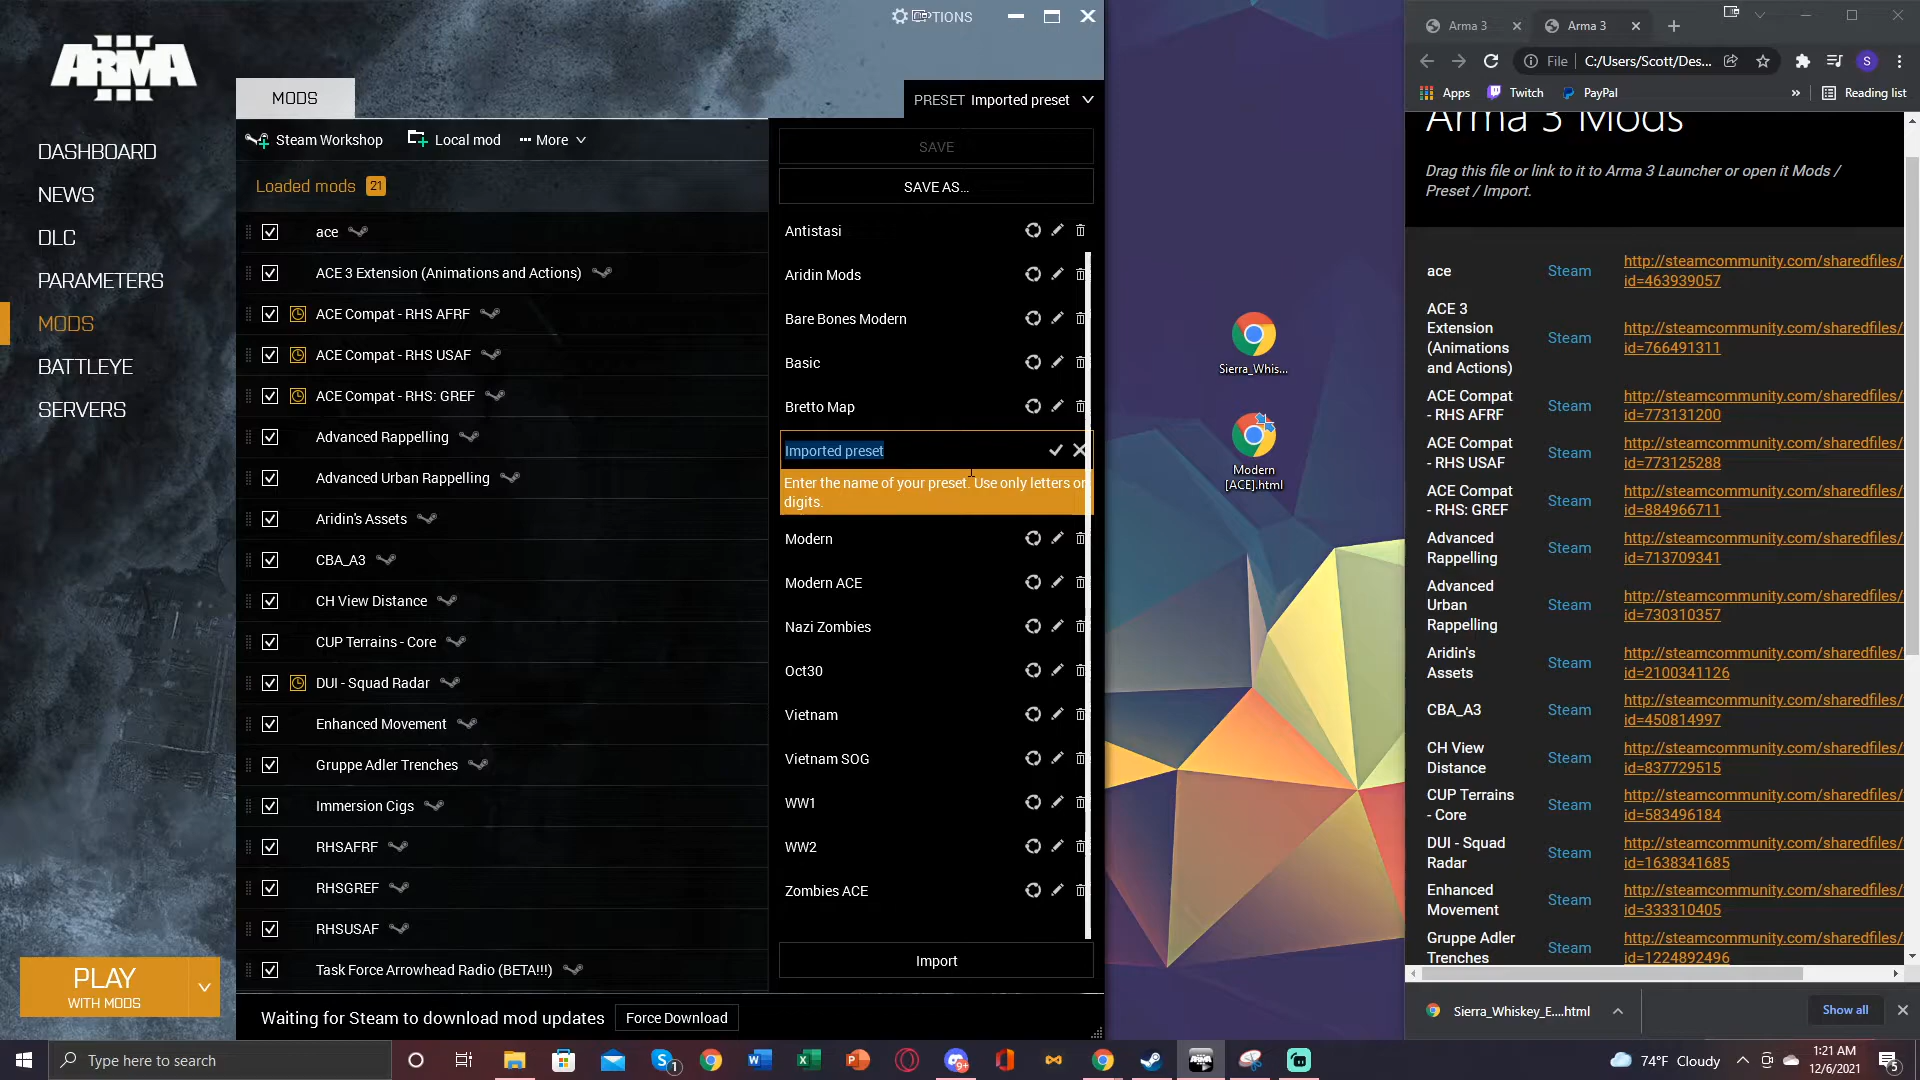 ARMA III
DASHBOARD
NEWS
DLC
PARAMETERS
MODS
BATTLEYE
SERVERS
PLAY
WITH MODS
OPTIONS
MODS
PRESET Imported preset
Steam Workshop
Local mod
More
Loaded mods 21
ace
ACE 3 Extension (Animations and Actions)
ACE Compat - RHS AFRF
ACE Compat - RHS USAF
ACE Compat - RHS: GREF
Advanced Rappelling
Advanced Urban Rappelling
Aridin's Assets
CBA_A3
CH View Distance
CUP Terrains - Core
DUI - Squad Radar
Enhanced Movement
Gruppe Adler Trenches
Immersion Cigs
RHSAFRF
RHSGREF
RHSUSAF
Task Force Arrowhead Radio (BETA!!!)
Waiting for Steam to download mod updates
Force Download
SAVE
SAVE AS...
Antistasi
Aridin Mods
Bare Bones Modern
Basic
Bretto Map
Imported preset
Enter the name of your preset. Use only letters or
digits.
Modern
Modern ACE
Nazi Zombies
Oct30
Vietnam
Vietnam SOG
WW1
WW2
Zombies ACE
Import
Sierra_Whis...
Modern
[ACE].html
Arma 3
Arma 3
File C:/Users/Scott/Des...
S
Apps
Twitch
PayPal
»
Reading list
Arma 3 Mods
Drag this file or link to it to Arma 3 Launcher or open it Mods /
Preset / Import.
ace
Steam
http://steamcommunity.com/sharedfiles/
id=463939057
ACE 3
Extension
(Animations
and Actions)
Steam
http://steamcommunity.com/sharedfiles/
id=766491311
ACE Compat
- RHS AFRF
Steam
http://steamcommunity.com/sharedfiles/
id=773131200
ACE Compat
- RHS USAF
Steam
http://steamcommunity.com/sharedfiles/
id=773125288
ACE Compat
- RHS: GREF
Steam
http://steamcommunity.com/sharedfiles/
id=884966711
Advanced
Rappelling
Steam
http://steamcommunity.com/sharedfiles/
id=713709341
Advanced
Urban
Rappelling
Steam
http://steamcommunity.com/sharedfiles/
id=730310357
Aridin's
Assets
Steam
http://steamcommunity.com/sharedfiles/
id=2100341126
CBA_A3
Steam
http://steamcommunity.com/sharedfiles/
id=450814997
CH View
Distance
Steam
http://steamcommunity.com/sharedfiles/
id=837729515
CUP Terrains
- Core
Steam
http://steamcommunity.com/sharedfiles/
id=583496184
DUI - Squad
Radar
Steam
http://steamcommunity.com/sharedfiles/
id=1638341685
Enhanced
Movement
Steam
http://steamcommunity.com/sharedfiles/
id=333310405
Gruppe Adler
Trenches
Steam
http://steamcommunity.com/sharedfiles/
id=1224892496
Sierra_Whiskey_E....html
Show all
Type here to search
74°F Cloudy
1:21 AM
12/6/2021